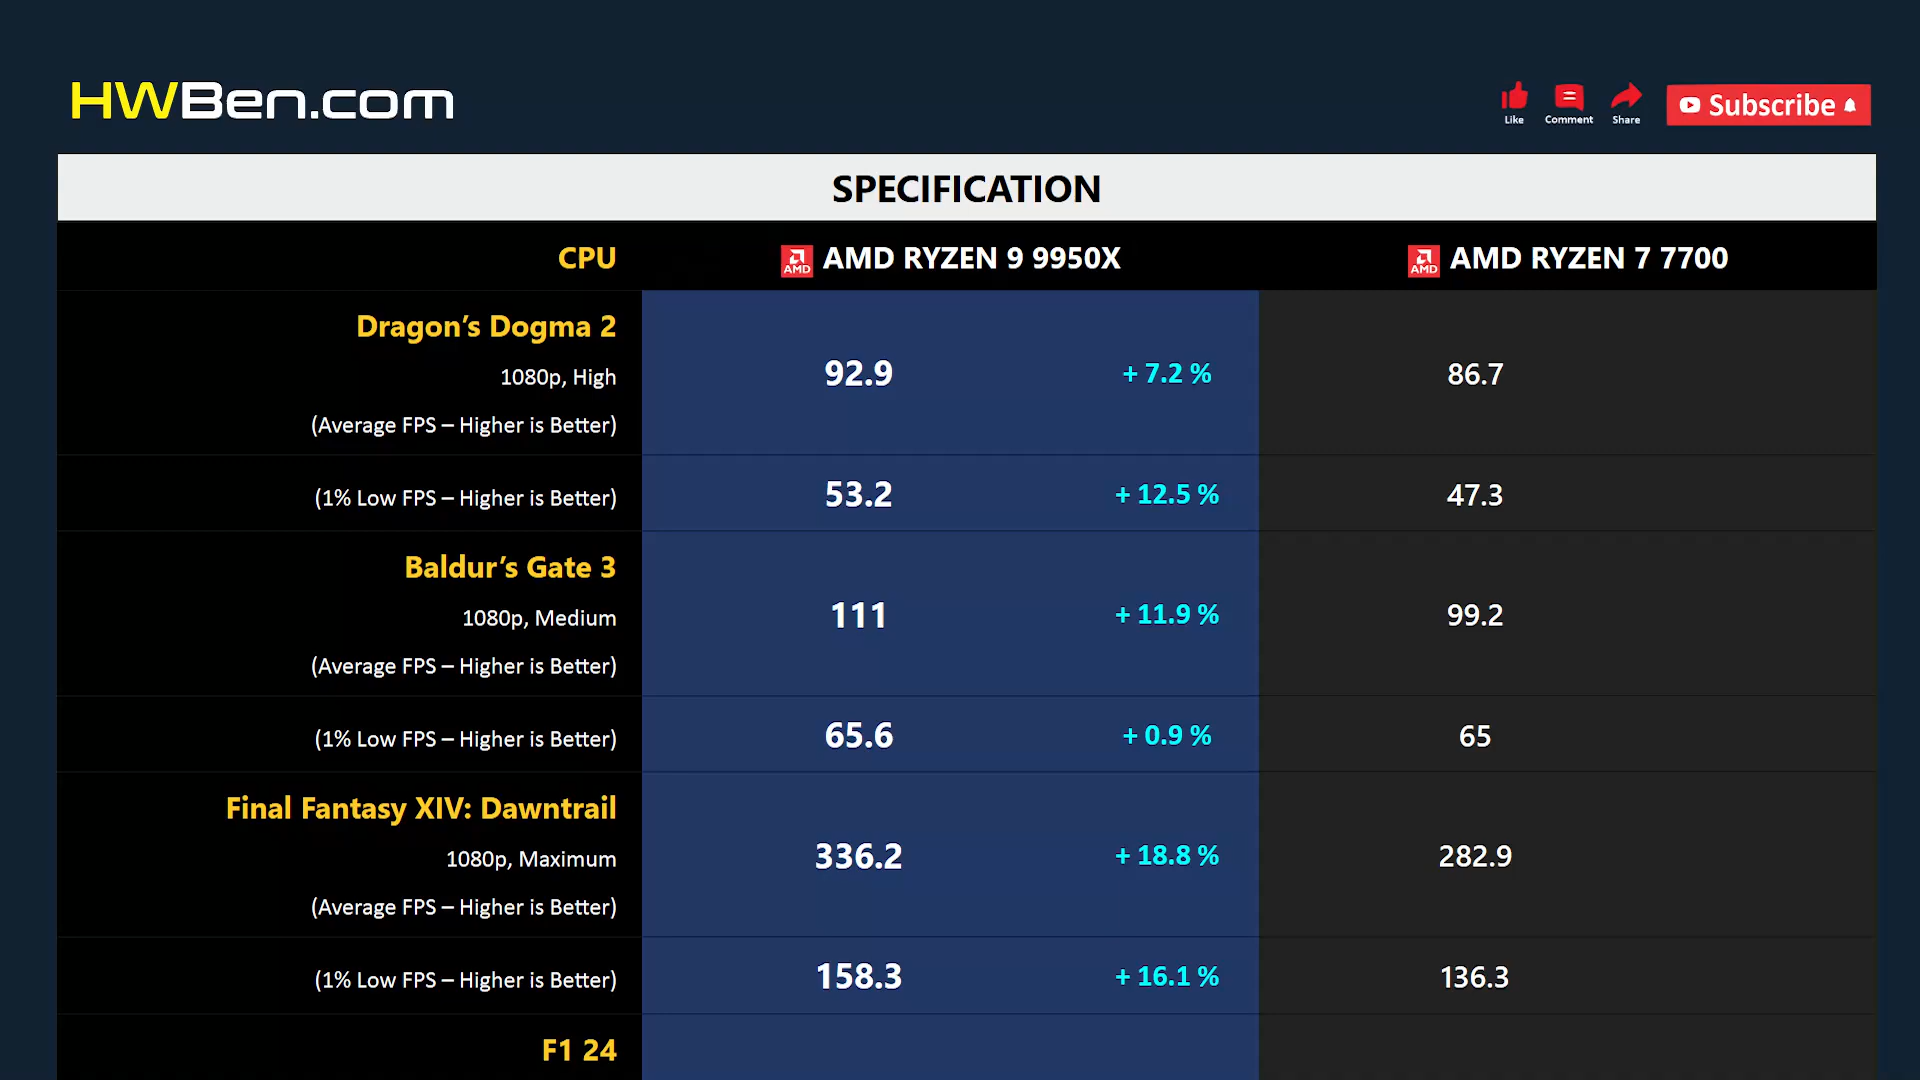 HWBen.com
Like
Comment
Share
Subscribe
SPECIFICATION
CPU
AMD AMD RYZEN 9 9950X
AMD AMD RYZEN 7 7700
Dragon’s Dogma 2
1080p, High
(Average FPS – Higher is Better)
92.9
+ 7.2 %
86.7
(1% Low FPS – Higher is Better)
53.2
+ 12.5 %
47.3
Baldur’s Gate 3
1080p, Medium
(Average FPS – Higher is Better)
111
+ 11.9 %
99.2
(1% Low FPS – Higher is Better)
65.6
+ 0.9 %
65
Final Fantasy XIV: Dawntrail
1080p, Maximum
(Average FPS – Higher is Better)
336.2
+ 18.8 %
282.9
(1% Low FPS – Higher is Better)
158.3
+ 16.1 %
136.3
F1 24